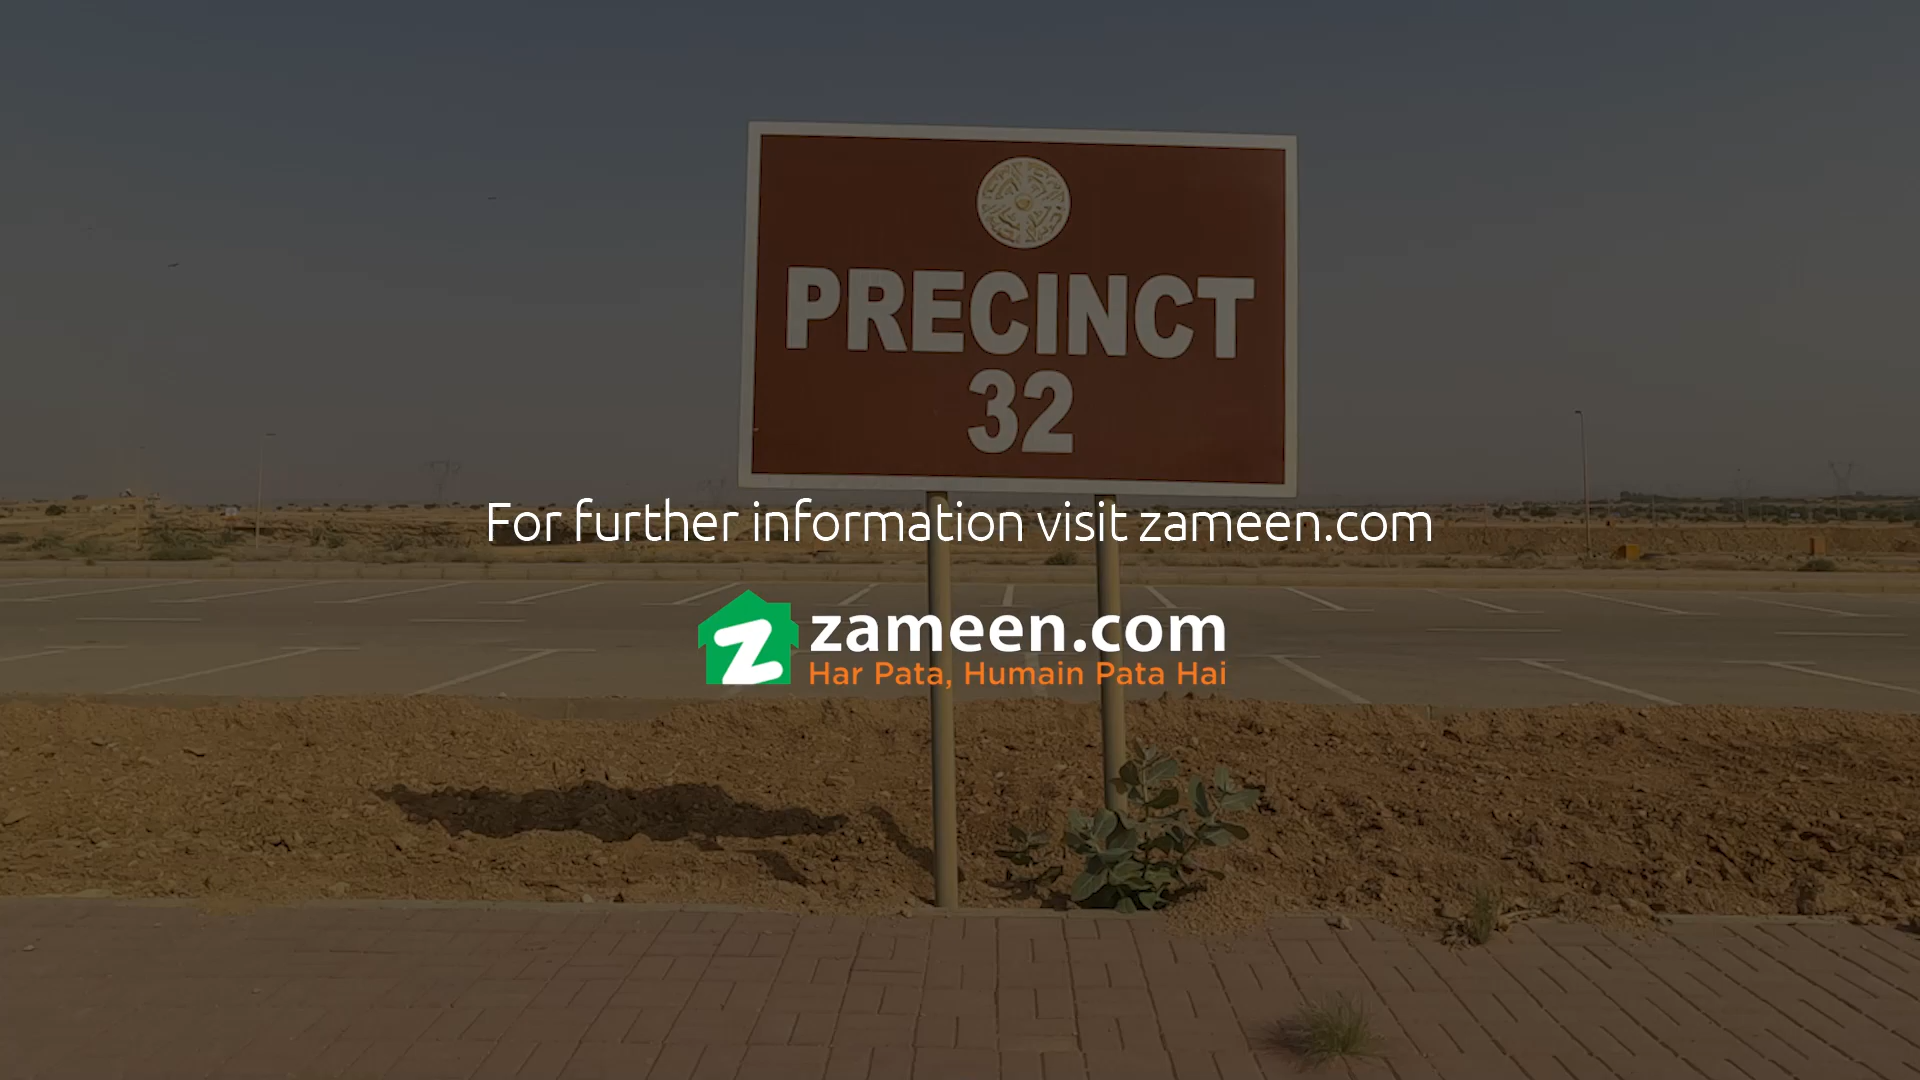 PRECINCT
32
For further information visit zameen.com
zameen.com
Har Pata, Humain Pata Hai